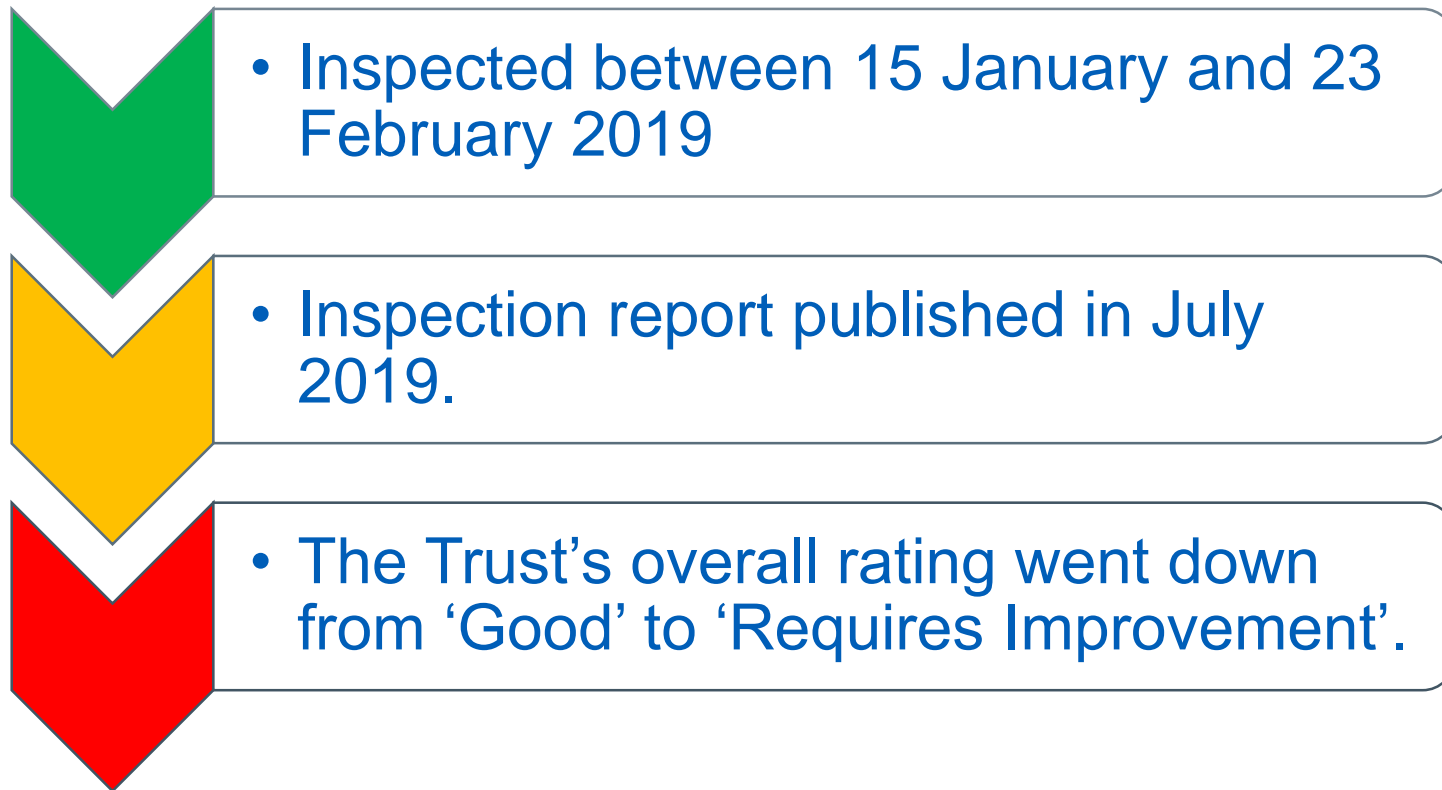 • Inspected between 15 January and 23
February 2019
• Inspection report published in July
2019.
• The Trust’s overall rating went down
from ‘Good’ to ‘Requires Improvement’.